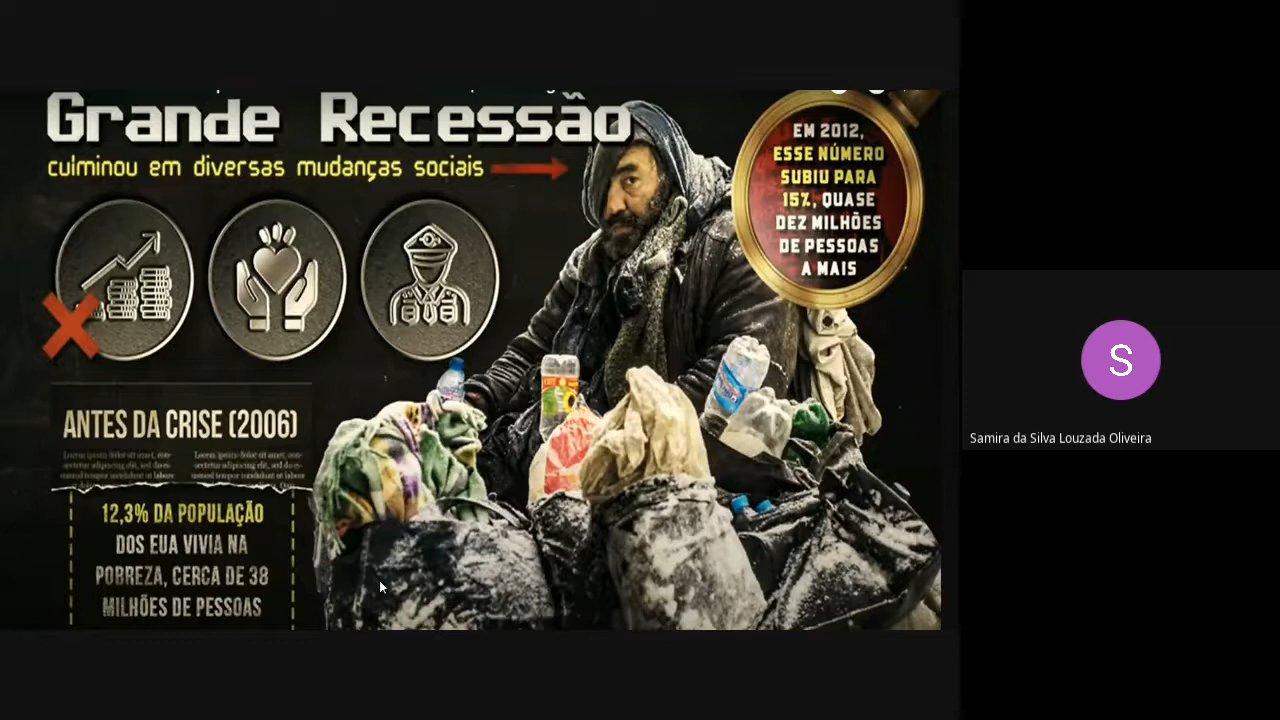 Grande Recessão
culminou em diversas mudanças sociais
EM 2012,
ESSE NÚMERO
SUBIU PARA
15%, QUASE
DEZ MILHÕES
DE PESSOAS
A MAIS
ANTES DA CRISE (2006)
12,3% DA POPULAÇÃO
DOS EUA VIVIA NA
POBREZA, CERCA DE 38
MILHÕES DE PESSOAS
S
Samira da Silva Louzada Oliveira